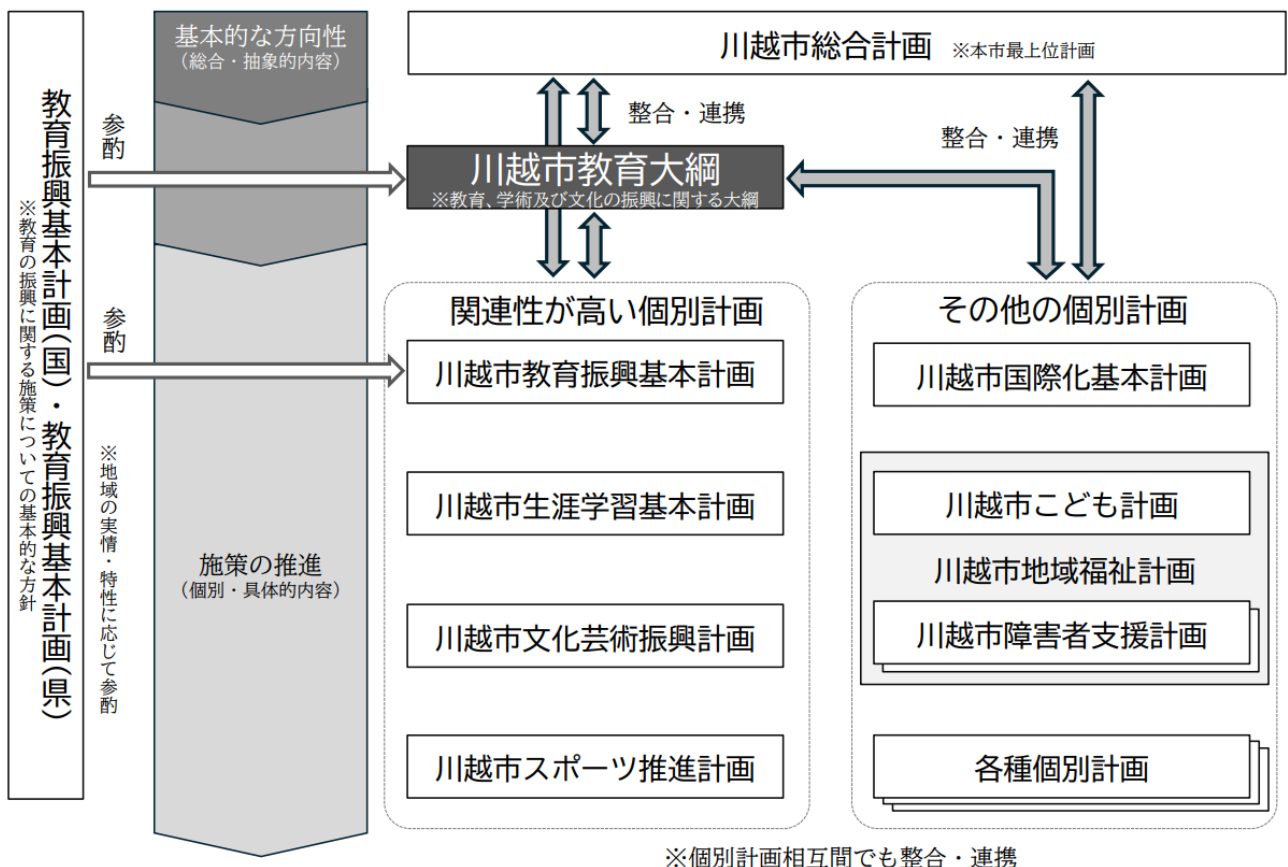 教育振興基本計画(国)・教育振興基本計画(県)
※教育の振興に関する施策についての基本的な方針
参酌
参酌
※地域の実情・特性に応じて参酌
基本的な方向性
(総合・抽象的内容)
施策の推進
(個別・具体的内容)
川越市総合計画 ※本市最上位計画
整合・連携
整合・連携
川越市教育大綱
※教育、学術及び文化の振興に関する大綱
関連性が高い個別計画
川越市教育振興基本計画
川越市生涯学習基本計画
川越市文化芸術振興計画
川越市スポーツ推進計画
その他の個別計画
川越市国際化基本計画
川越市こども計画
川越市地域福祉計画
川越市障害者支援計画
各種個別計画
※個別計画相互間でも整合・連携